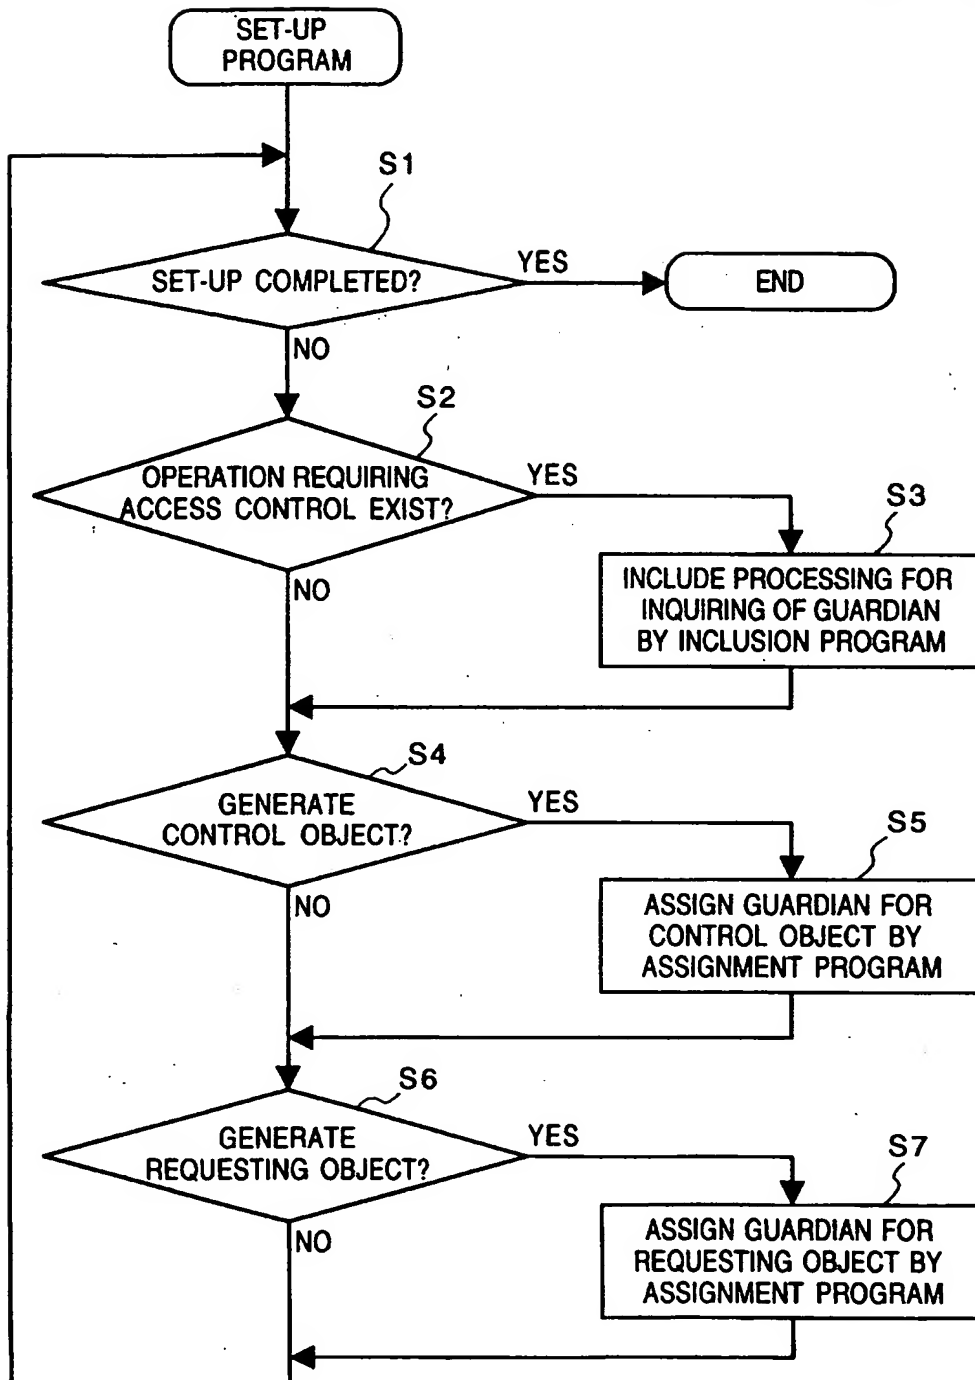 SET-UP
PROGRAM
S1
SET-UP COMPLETED?
YES
END
NO
S2
OPERATION REQUIRING
ACCESS CONTROL EXIST?
YES
S3
INCLUDE PROCESSING FOR
INQUIRING OF GUARDIAN
BY INCLUSION PROGRAM
NO
S4
GENERATE
CONTROL OBJECT?
YES
S5
ASSIGN GUARDIAN FOR
CONTROL OBJECT BY
ASSIGNMENT PROGRAM
NO
S6
GENERATE
REQUESTING OBJECT?
YES
S7
ASSIGN GUARDIAN FOR
REQUESTING OBJECT BY
ASSIGNMENT PROGRAM
NO